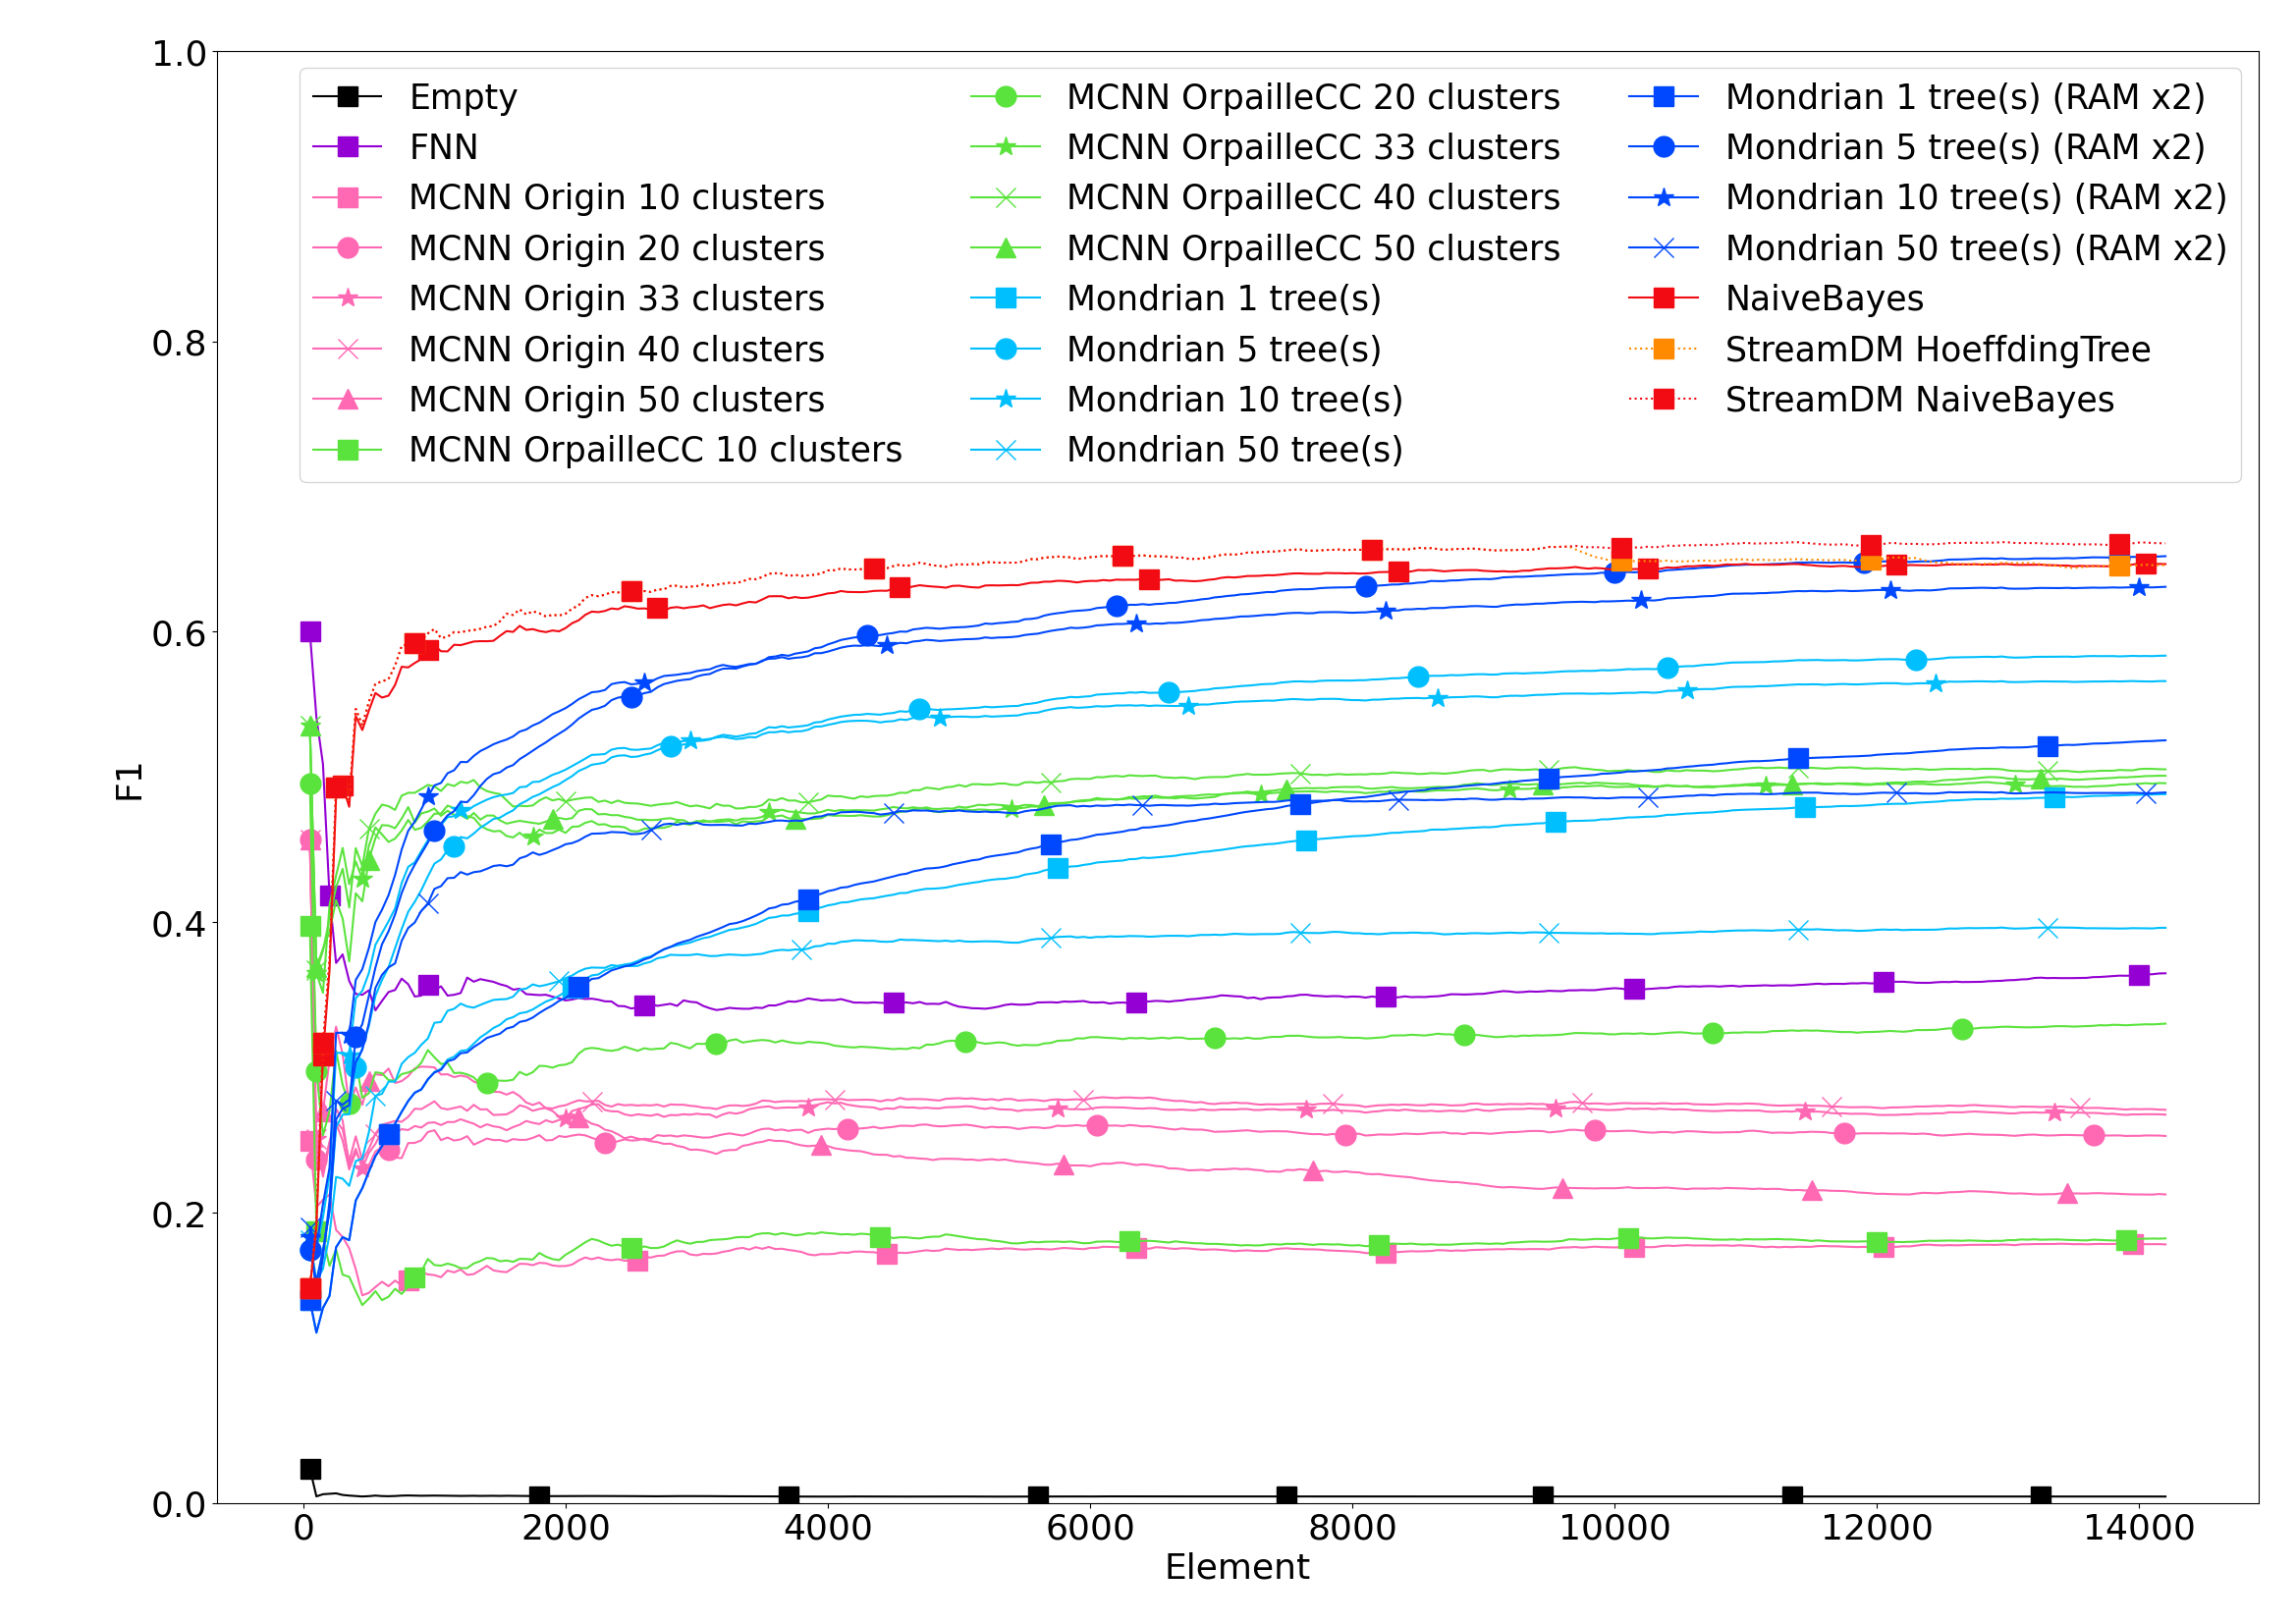 1.0
0.8
0.6
0.4
0.2
0.0
F1
Empty
FNN
MCNN Origin 10 clusters
MCNN Origin 20 clusters
MCNN Origin 33 clusters
MCNN Origin 40 clusters
MCNN Origin 50 clusters
MCNN OrpailleCC 10 clusters
MCNN OrpailleCC 20 clusters
MCNN OrpailleCC 33 clusters
MCNN OrpailleCC 40 clusters
MCNN OrpailleCC 50 clusters
Mondrian 1 tree(s)
Mondrian 5 tree(s)
Mondrian 10 tree(s)
Mondrian 50 tree(s)
Mondrian 1 tree(s) (RAM x2)
Mondrian 5 tree(s) (RAM x2)
Mondrian 10 tree(s) (RAM x2)
Mondrian 50 tree(s) (RAM x2)
NaiveBayes
StreamDM HoeffdingTree
StreamDM NaiveBayes
0 2000 4000 6000 8000 10000 12000 14000
Element